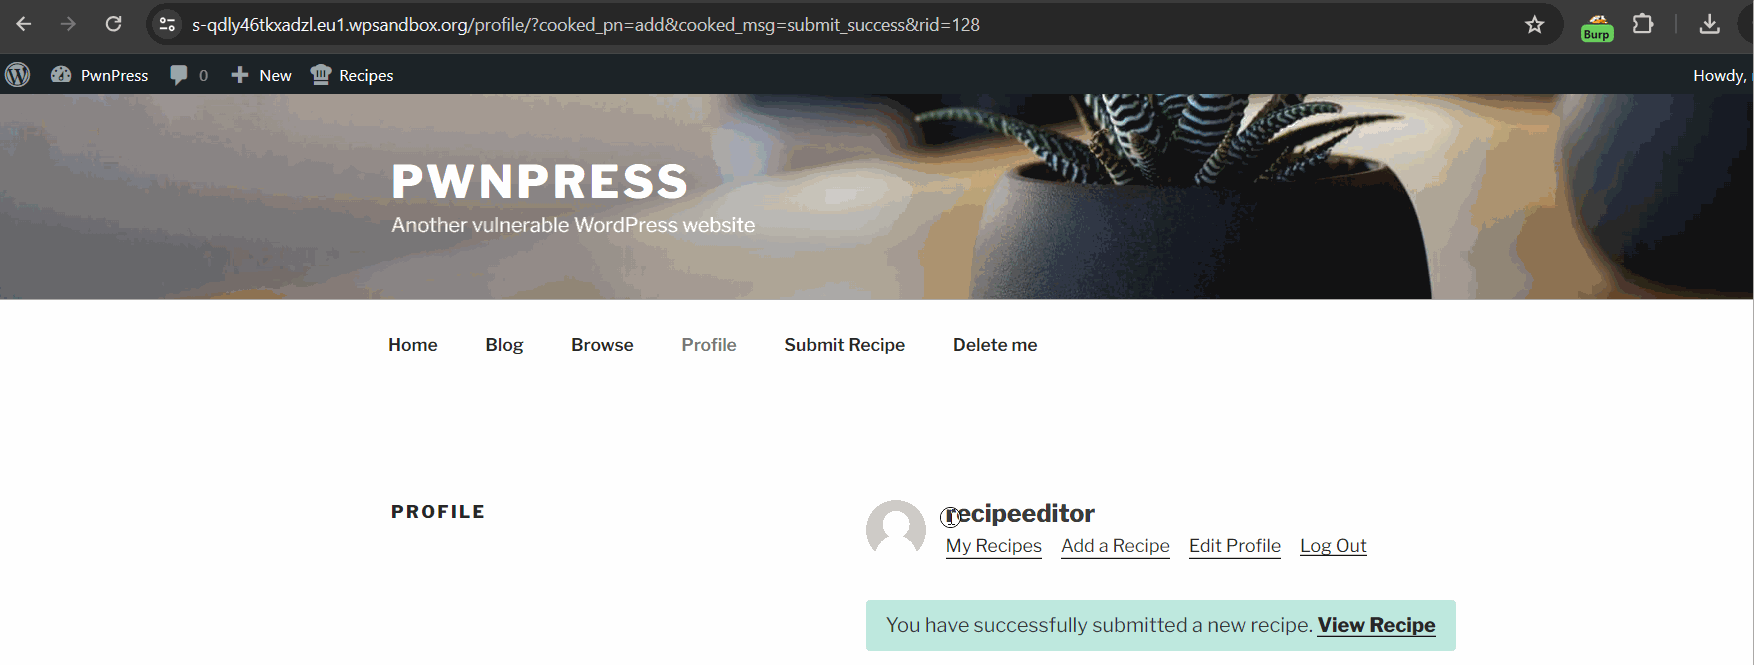 s-qdly46tkxadzl.eu1.wpsandbox.org/profile/?cooked_pn=add&cooked_msg=submit_success&rid=128
Burp
PwnPress 0 New Recipes Howdy,
PWNPRESS
Another vulnerable WordPress website
Home Blog Browse Profile Submit Recipe Delete me
PROFILE
recipeeditor
My Recipes Add a Recipe Edit Profile Log Out
You have successfully submitted a new recipe. View Recipe